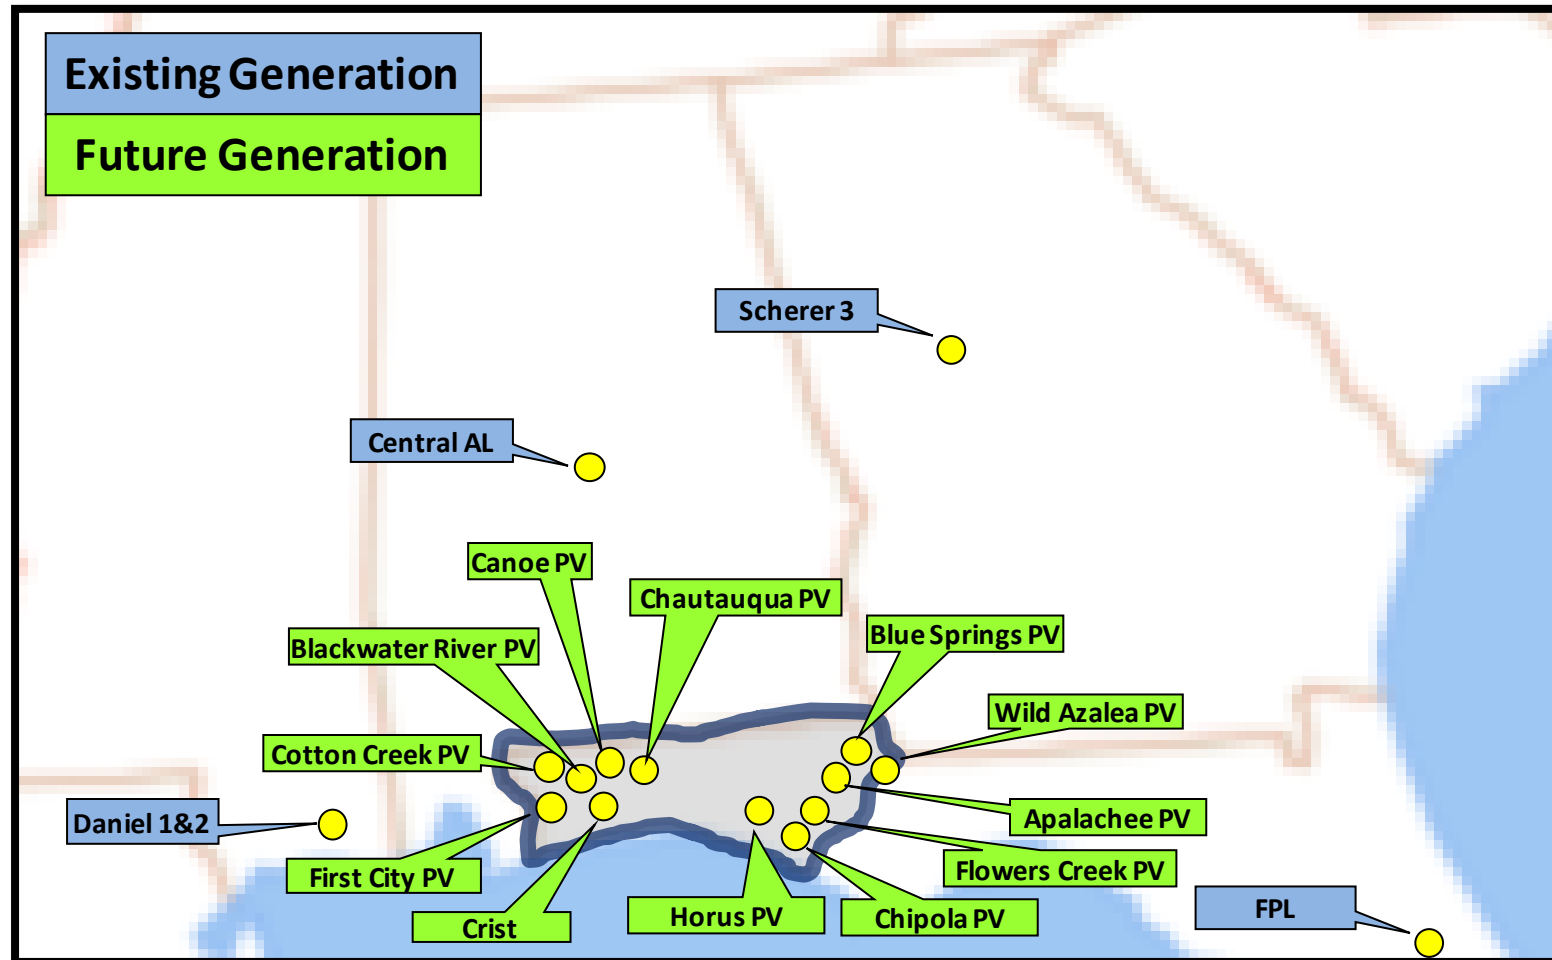 Existing Generation
Future Generation
Scherer 3
Central AL
Canoe PV
Chautauqua PV
Blackwater River PV
Blue Springs PV
Wild Azalea PV
Cotton Creek PV
Daniel 1&2
Apalachee PV
First City PV
Flowers Creek PV
Crist
Horus PV
Chipola PV
FPL